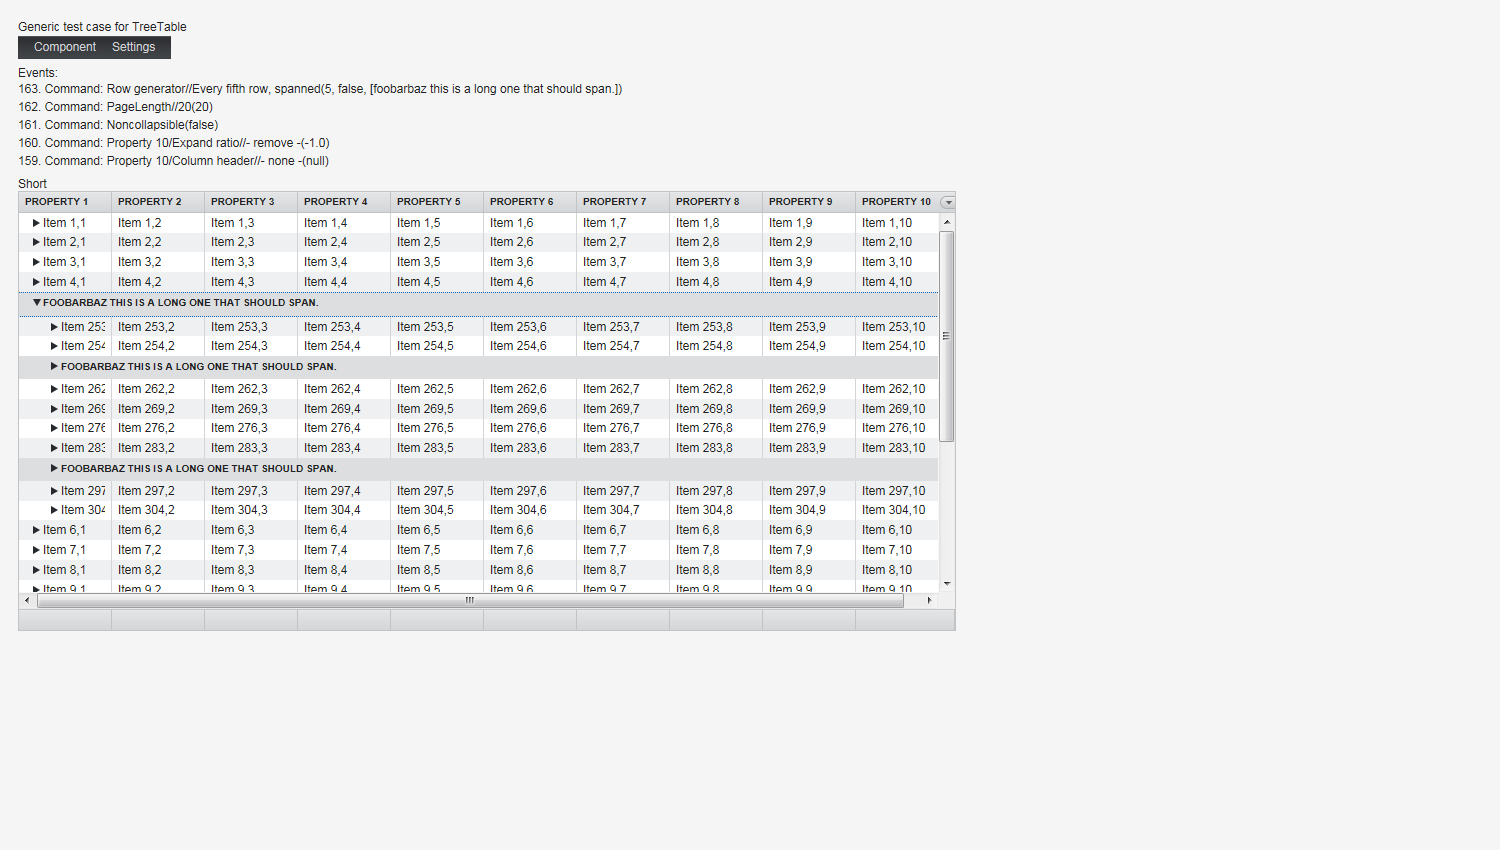 Generic test case for TreeTable
Component Settings
Events:
163. Command: Row generator//Every fifth row, spanned(5, false, [foobarbaz this is a long one that should span.])
162. Command: PageLength//20(20)
161. Command: Noncollapsible(false)
160. Command: Property 10/Expand ratio//- remove -(-1.0)
159. Command: Property 10/Column header//- none -(null)
Short
PROPERTY 1 PROPERTY 2 PROPERTY 3 PROPERTY 4 PROPERTY 5 PROPERTY 6 PROPERTY 7 PROPERTY 8 PROPERTY 9 PROPERTY 10
Item 1,1 Item 1,2 Item 1,3 Item 1,4 Item 1,5 Item 1,6 Item 1,7 Item 1,8 Item 1,9 Item 1,10
Item 2,1 Item 2,2 Item 2,3 Item 2,4 Item 2,5 Item 2,6 Item 2,7 Item 2,8 Item 2,9 Item 2,10
Item 3,1 Item 3,2 Item 3,3 Item 3,4 Item 3,5 Item 3,6 Item 3,7 Item 3,8 Item 3,9 Item 3,10
Item 4,1 Item 4,2 Item 4,3 Item 4,4 Item 4,5 Item 4,6 Item 4,7 Item 4,8 Item 4,9 Item 4,10
FOOBARBAZ THIS IS A LONG ONE THAT SHOULD SPAN.
Item 253 Item 253,2 Item 253,3 Item 253,4 Item 253,5 Item 253,6 Item 253,7 Item 253,8 Item 253,9 Item 253,10
Item 254 Item 254,2 Item 254,3 Item 254,4 Item 254,5 Item 254,6 Item 254,7 Item 254,8 Item 254,9 Item 254,10
FOOBARBAZ THIS IS A LONG ONE THAT SHOULD SPAN.
Item 262 Item 262,2 Item 262,3 Item 262,4 Item 262,5 Item 262,6 Item 262,7 Item 262,8 Item 262,9 Item 262,10
Item 269 Item 269,2 Item 269,3 Item 269,4 Item 269,5 Item 269,6 Item 269,7 Item 269,8 Item 269,9 Item 269,10
Item 276 Item 276,2 Item 276,3 Item 276,4 Item 276,5 Item 276,6 Item 276,7 Item 276,8 Item 276,9 Item 276,10
Item 283 Item 283,2 Item 283,3 Item 283,4 Item 283,5 Item 283,6 Item 283,7 Item 283,8 Item 283,9 Item 283,10
FOOBARBAZ THIS IS A LONG ONE THAT SHOULD SPAN.
Item 297 Item 297,2 Item 297,3 Item 297,4 Item 297,5 Item 297,6 Item 297,7 Item 297,8 Item 297,9 Item 297,10
Item 304 Item 304,2 Item 304,3 Item 304,4 Item 304,5 Item 304,6 Item 304,7 Item 304,8 Item 304,9 Item 304,10
Item 6,1 Item 6,2 Item 6,3 Item 6,4 Item 6,5 Item 6,6 Item 6,7 Item 6,8 Item 6,9 Item 6,10
Item 7,1 Item 7,2 Item 7,3 Item 7,4 Item 7,5 Item 7,6 Item 7,7 Item 7,8 Item 7,9 Item 7,10
Item 8,1 Item 8,2 Item 8,3 Item 8,4 Item 8,5 Item 8,6 Item 8,7 Item 8,8 Item 8,9 Item 8,10
Item 9,1 Item 9,2 Item 9,3 Item 9,4 Item 9,5 Item 9,6 Item 9,7 Item 9,8 Item 9,9 Item 9,10